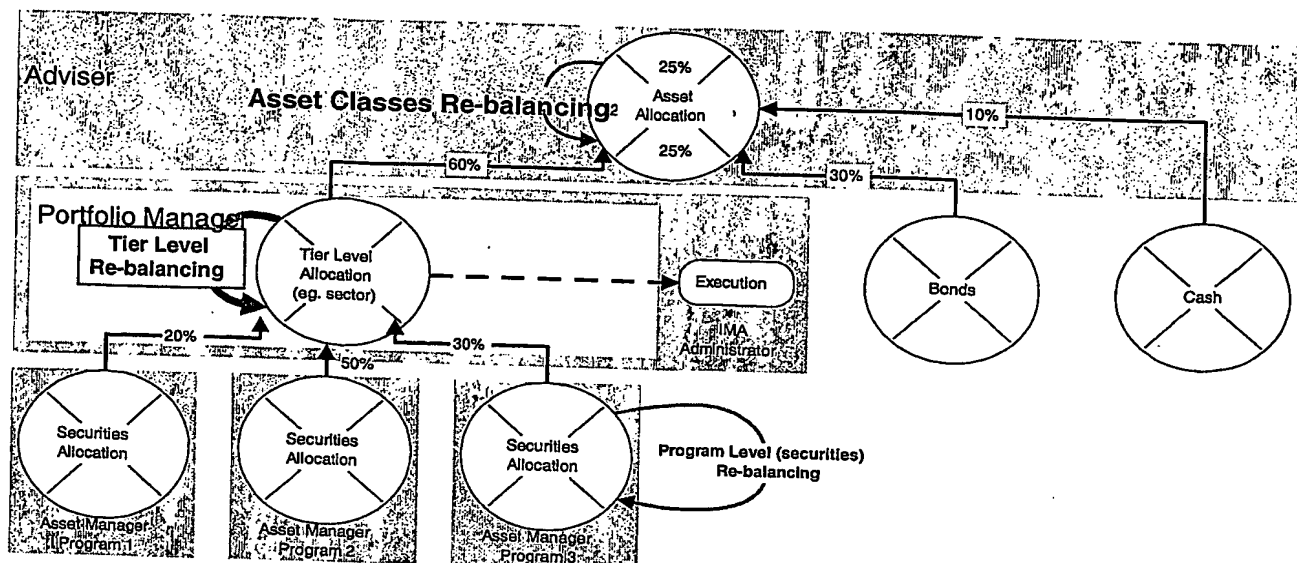 Adviser
25%
Asset Classes Re-balancing2
Asset
Allocation
10%
25%
60%
30%
Portfolio Manager
Tier Level
Re-balancing
Tier Level
Allocation
(eg. sector)
Execution
Bonds
Cash
IMA
Administrator
20%
30%
50%
Securities
Allocation
Securities
Allocation
Securities
Allocation
Program Level (securities)
Re-balancing
Asset Manager
Program 1
Asset Manager
Program 2
Asset Manager
Program 3